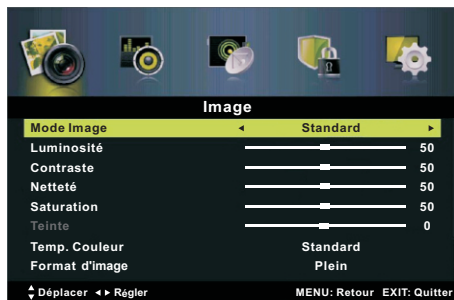 Image
Mode Image ◂ Standard ▸
Luminosité 50
Contraste 50
Netteté 50
Saturation 50
Teinte 0
Temp. Couleur Standard
Format d'image Plein
Déplacer ◂ ▸ Régler MENU: Retour EXIT: Quitter